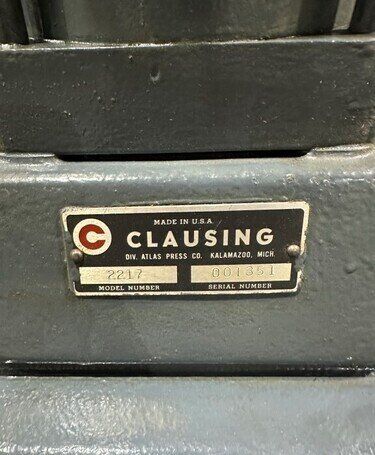 MADE IN U.S.A.
CLAUSING
DIV. ATLAS PRESS CO. KALAMAZOO, MICH.
2217 001351
MODEL NUMBER SERIAL NUMBER